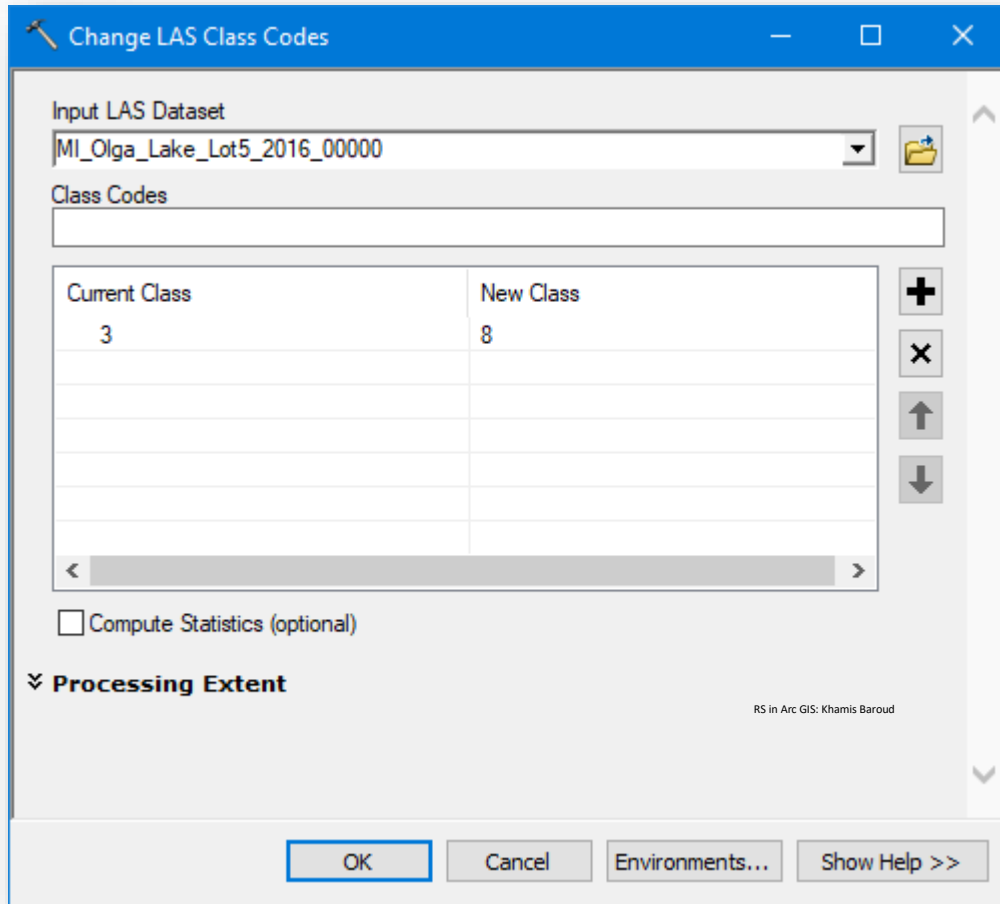 Change LAS Class Codes
Input LAS Dataset
MI_Olga_Lake_Lot5_2016_00000
Class Codes
Current Class New Class
3 8
Compute Statistics (optional)
Processing Extent
RS in Arc GIS: Khamis Baroud
OK Cancel Environments... Show Help >>